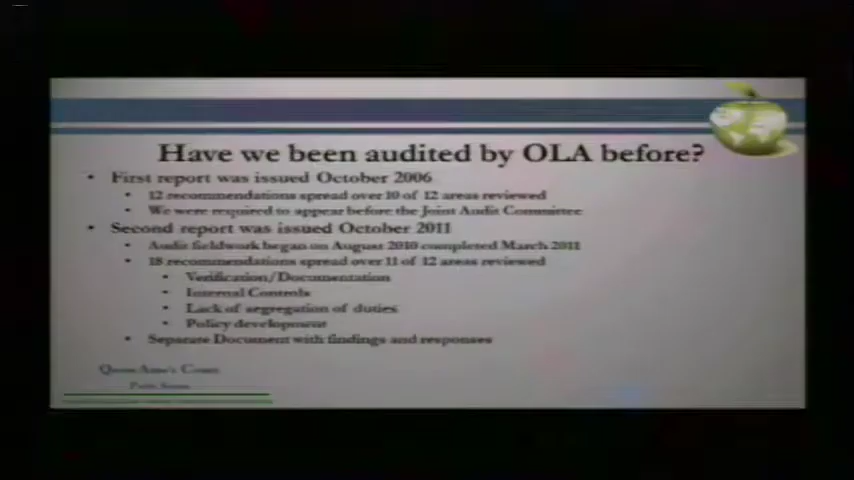 Have we been audited by OLA before?
• First report was issued October 2006
• 12 recommendations spread over 10 of 12 areas reviewed
• We were required to appear before the Joint Audit Committee
• Second report was issued October 2011
• Audit fieldwork began on August 2010 completed March 2011
• 18 recommendations spread over 11 of 12 areas reviewed
• Verification/Documentation
• Internal Controls
• Lack of segregation of duties
• Policy development
• Separate Document with findings and responses
Queen Anne's County